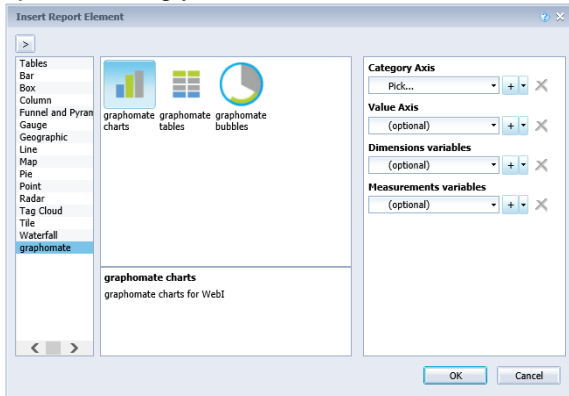 Insert Report Element
>
Tables
Bar
Box
Column
Funnel and Pyram
Gauge
Geographic
Line
Map
Pie
Point
Radar
Tag Cloud
Tile
Waterfall
graphomate
graphomate charts
graphomate tables
graphomate bubbles
graphomate charts
graphomate charts for WebI
Category Axis
Pick...
Value Axis
(optional)
Dimensions variables
(optional)
Measurements variables
(optional)
OK
Cancel